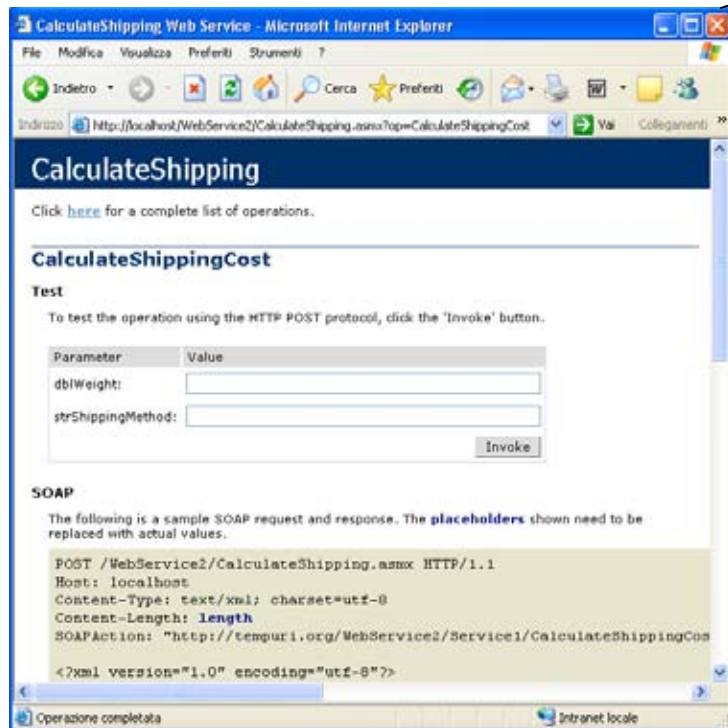 CalculateShipping Web Service - Microsoft Internet Explorer
File Modifica Visualizza Preferiti Strumenti ?
Indietro Cerca Preferiti
Indirizzo http://localhost/WebService2/CalculateShipping.asmx?op=CalculateShippingCost Vai Collegamenti »
CalculateShipping
Click here for a complete list of operations.
CalculateShippingCost
Test
To test the operation using the HTTP POST protocol, click the 'Invoke' button.
Parameter Value
dblWeight:
strShippingMethod:
Invoke
SOAP
The following is a sample SOAP request and response. The placeholders shown need to be
replaced with actual values.
POST /WebService2/CalculateShipping.asmx HTTP/1.1
Host: localhost
Content-Type: text/xml; charset=utf-8
Content-Length: length
SOAPAction: "http://tempuri.org/WebService2/Service1/CalculateShippingCos
<?xml version="1.0" encoding="utf-8"?>
Operazione completata Intranet locale